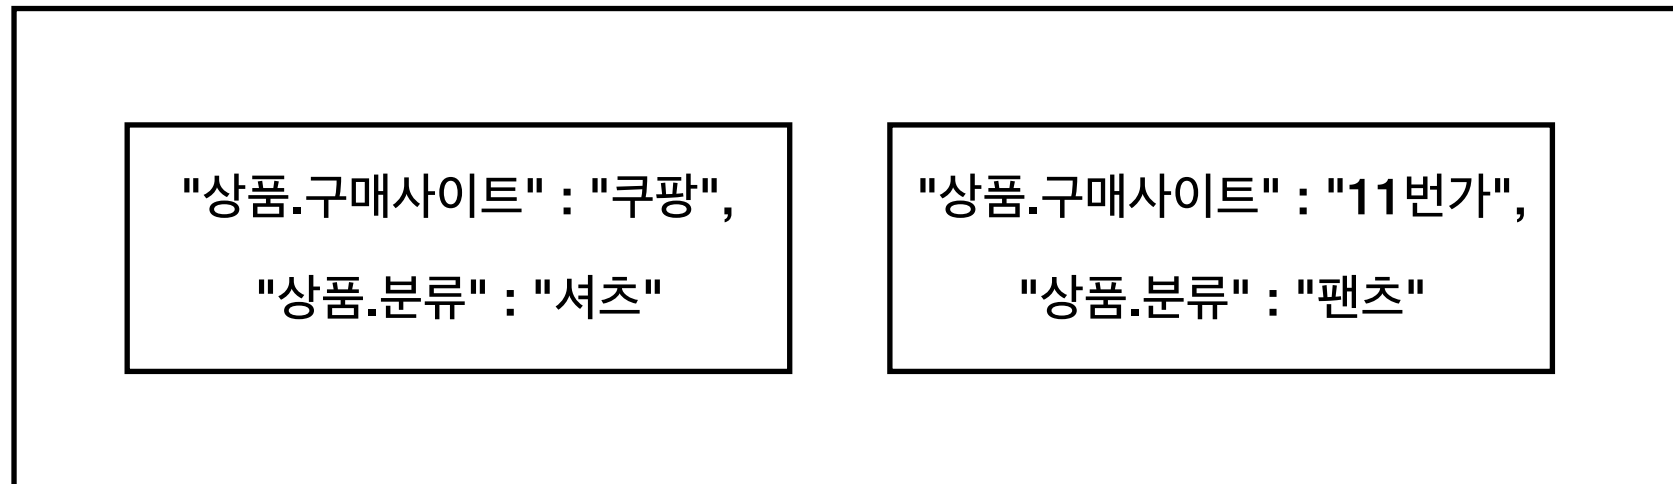 "상품.구매사이트" : "쿠팡",
"상품.분류" : "셔츠"
"상품.구매사이트" : "11번가",
"상품.분류" : "팬츠"